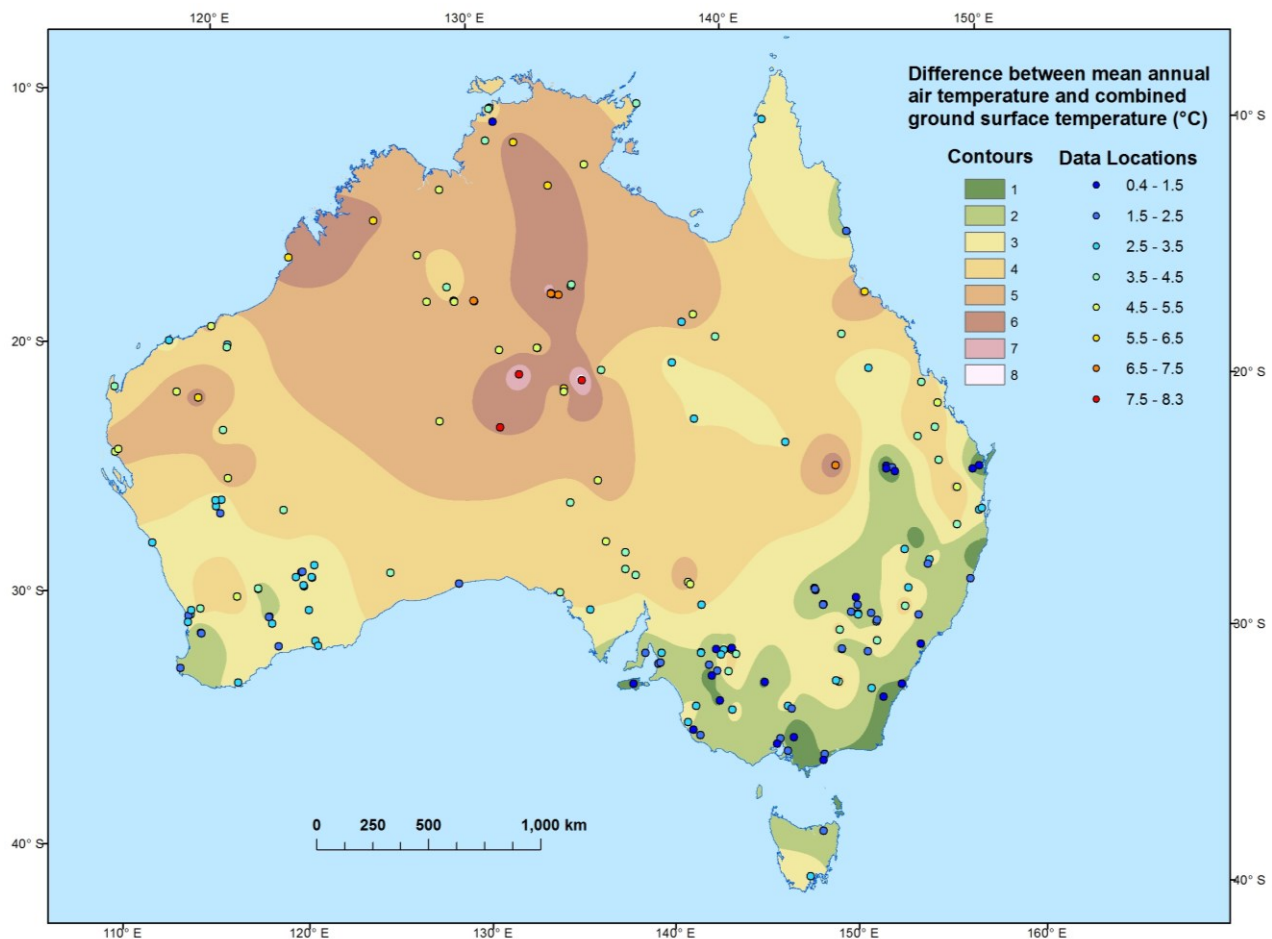 120° E 130° E 140° E 150° E
10° S
10° S
20° S
20° S
30° S
30° S
40° S
40° S
Difference between mean annual
air temperature and combined
ground surface temperature (°C)
Contours Data Locations
1 0.4 - 1.5
2 1.5 - 2.5
3 2.5 - 3.5
4 3.5 - 4.5
5 4.5 - 5.5
6 5.5 - 6.5
7 6.5 - 7.5
8 7.5 - 8.3
0 250 500 1,000 km
110° E 120° E 130° E 140° E 150° E 160° E